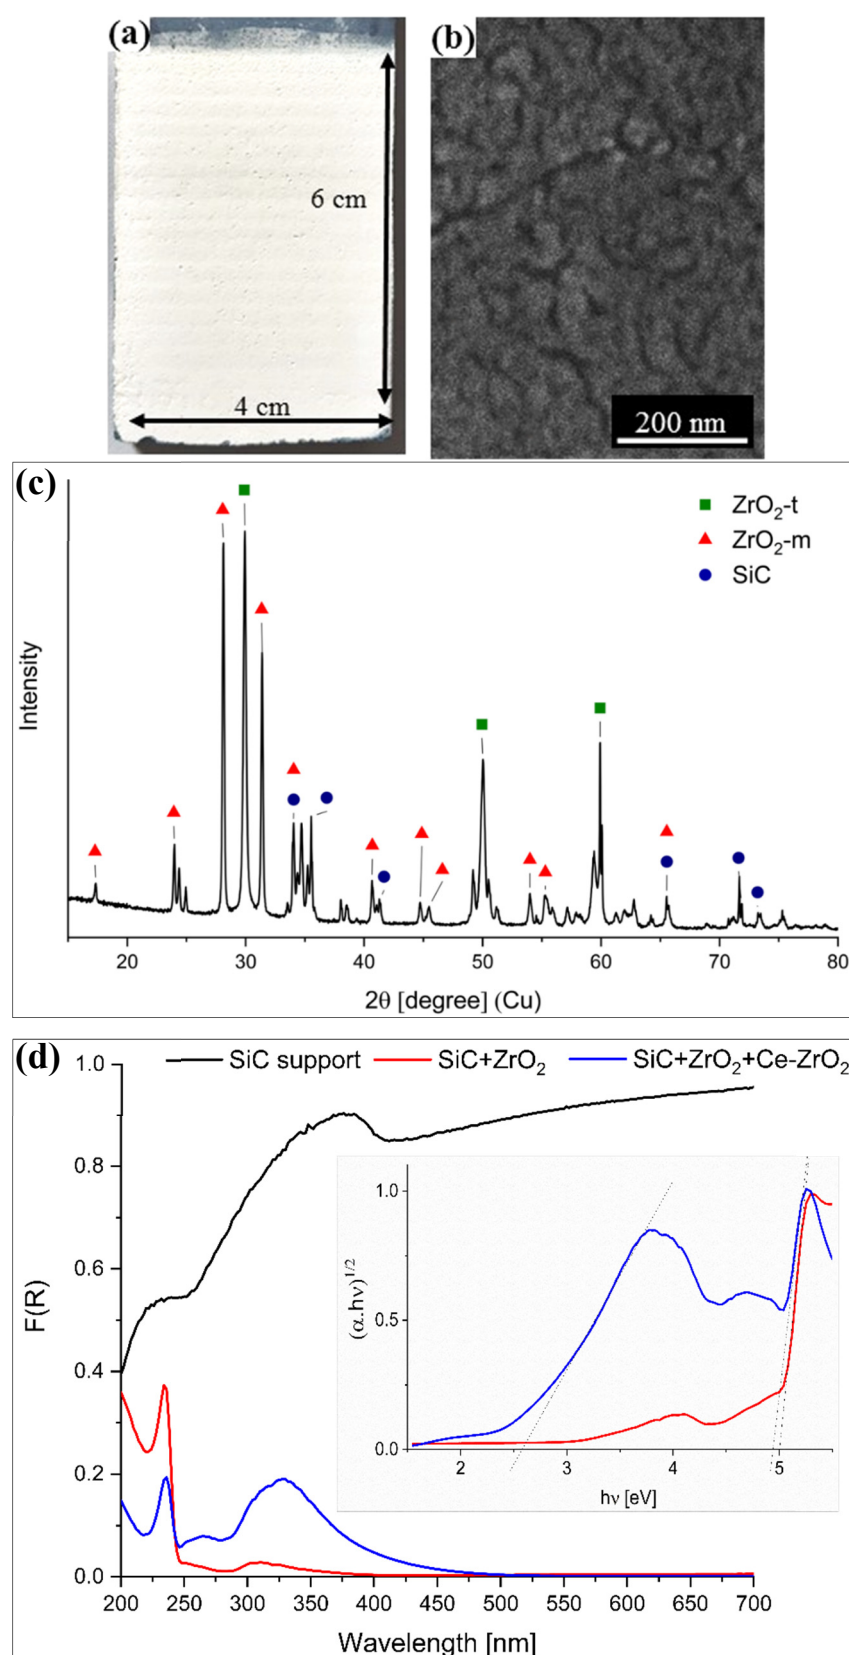 (a)
6 cm
4 cm
(b)
200 nm
(c)
ZrO₂-t
ZrO₂-m
SiC
Intensity
20 30 40 50 60 70 80
2θ [degree] (Cu)
(d)
SiC support SiC+ZrO₂ SiC+ZrO₂+Ce-ZrO₂
1.0
0.8
0.6
0.4
0.2
0.0
F(R)
200 250 300 350 400 450 500 550 600 650 700
Wavelength [nm]
1.0
0.5
0.0
(α.hν)^1/2
2 3 4 5
hν [eV]